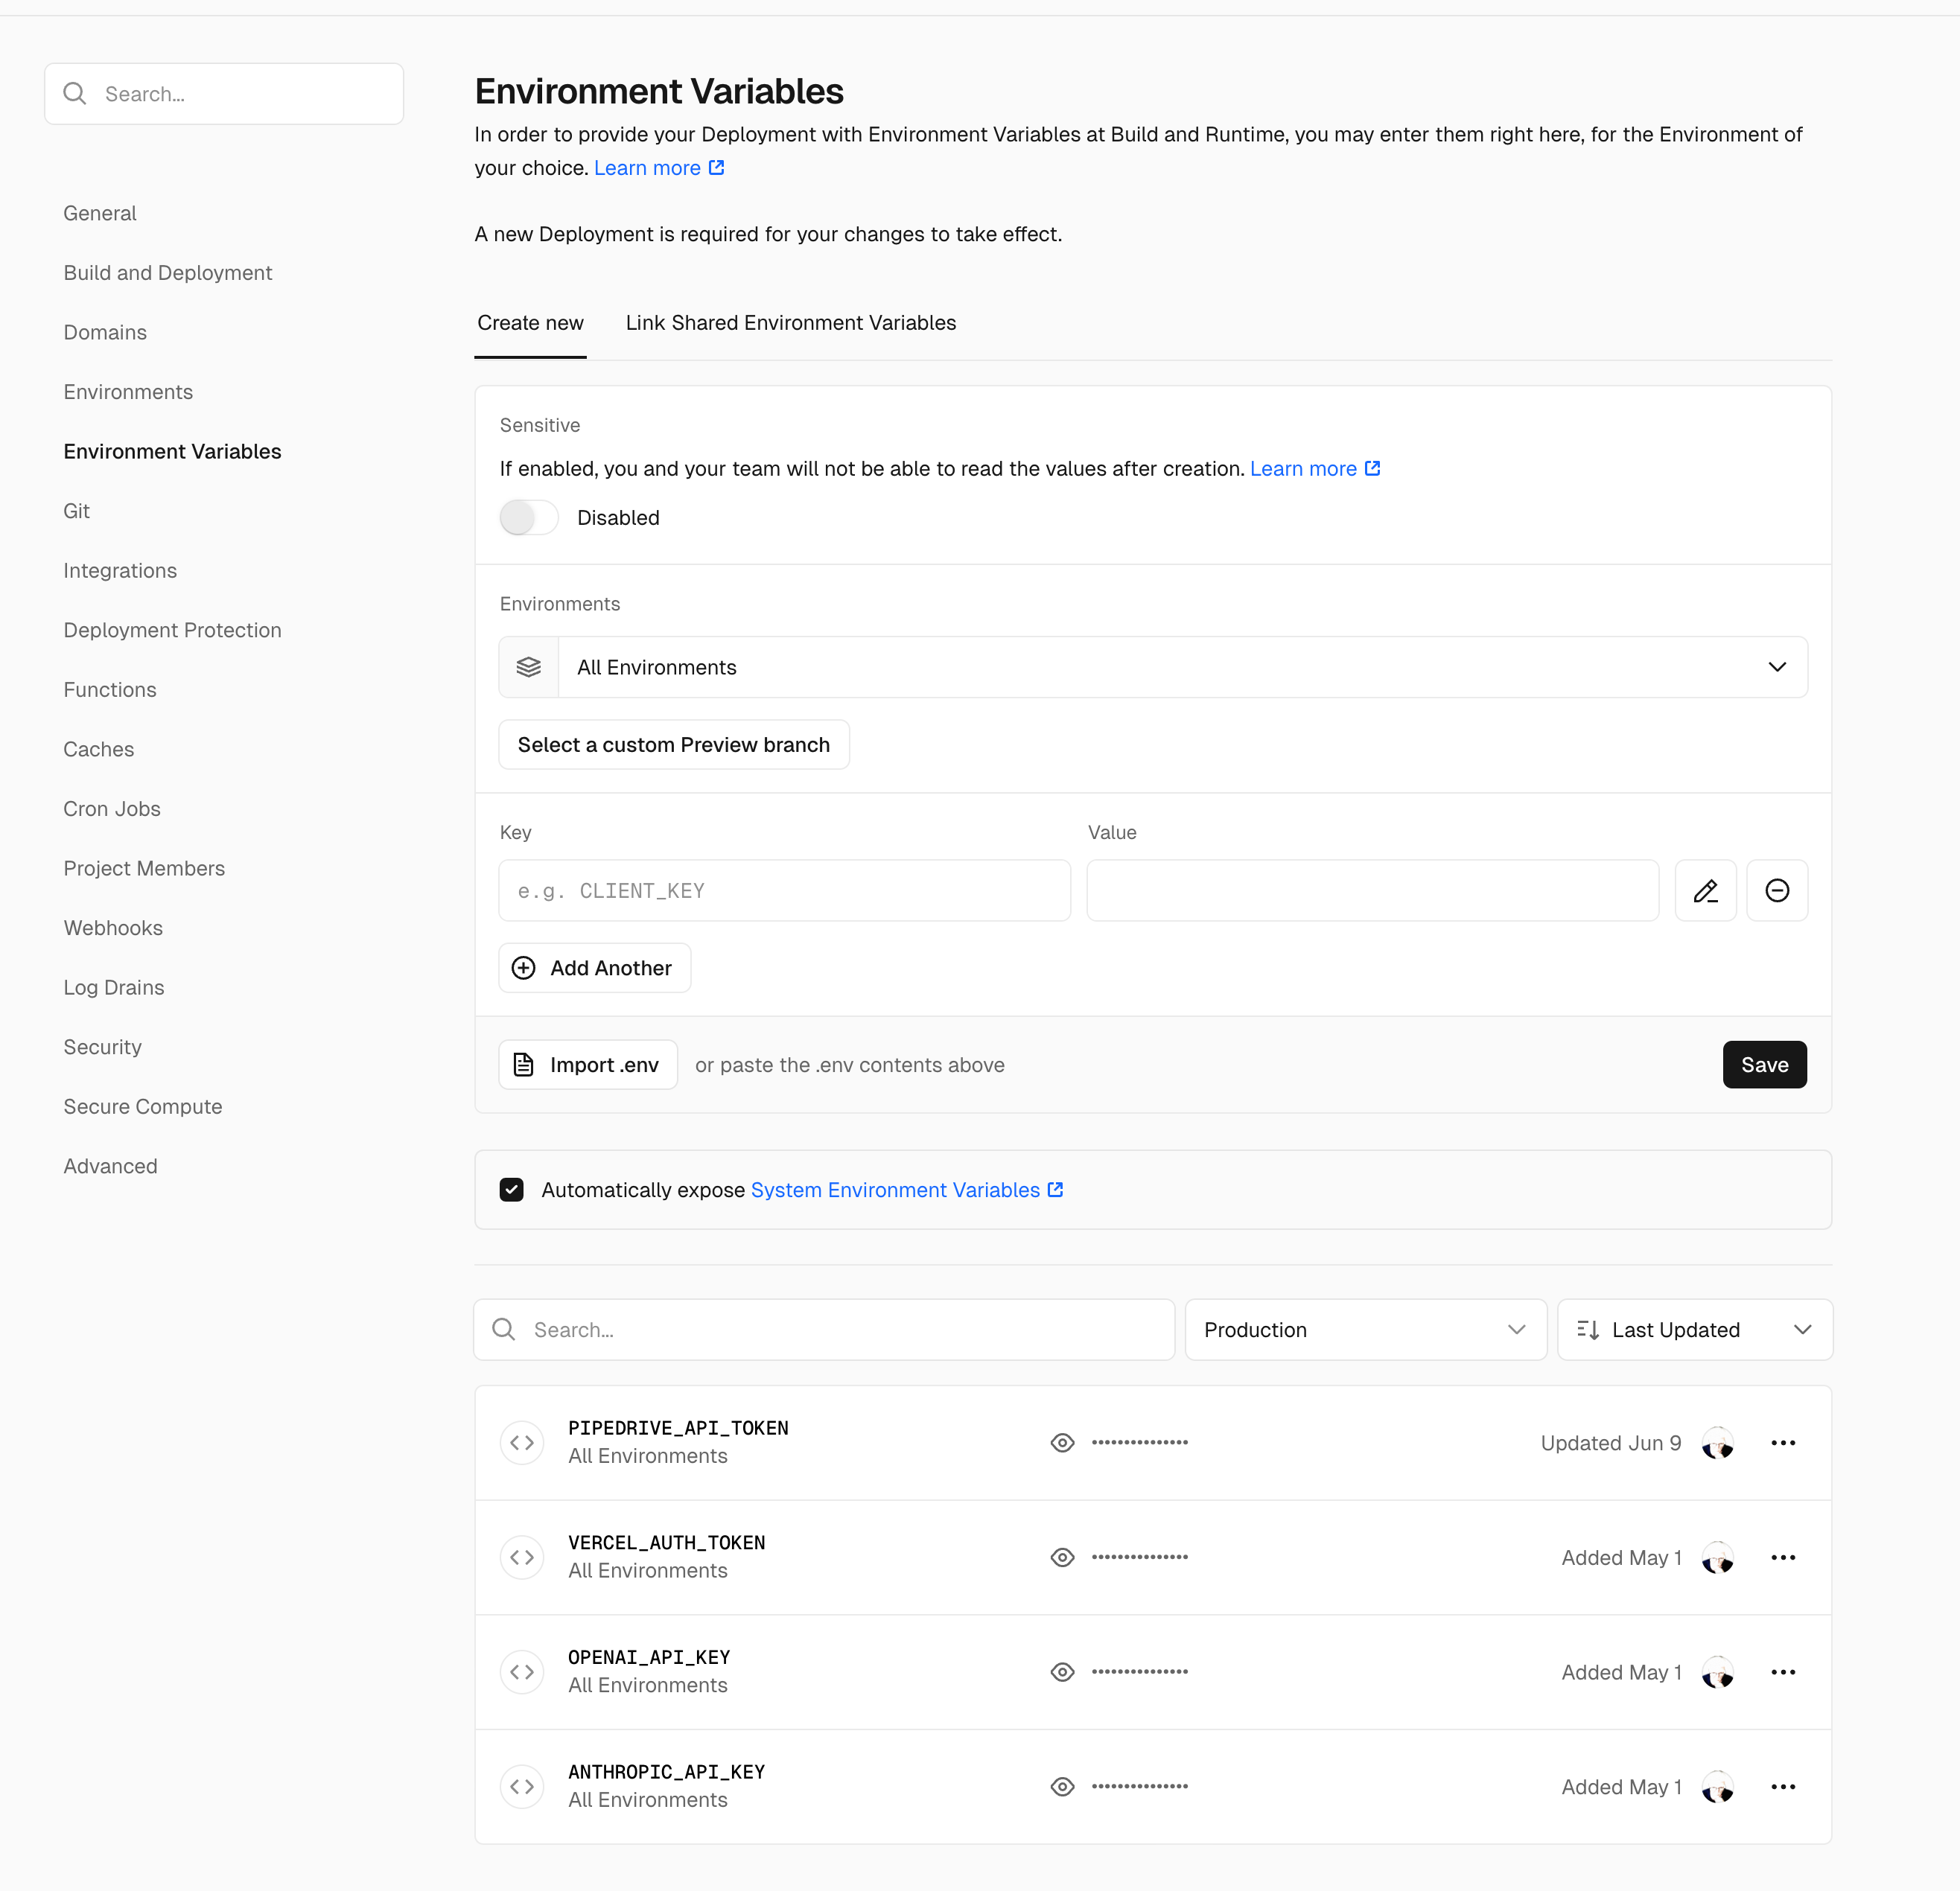 Search...
General
Build and Deployment
Domains
Environments
Environment Variables
Git
Integrations
Deployment Protection
Functions
Caches
Cron Jobs
Project Members
Webhooks
Log Drains
Security
Secure Compute
Advanced
Environment Variables
In order to provide your Deployment with Environment Variables at Build and Runtime, you may enter them right here, for the Environment of
your choice. Learn more
A new Deployment is required for your changes to take effect.
Create new
Link Shared Environment Variables
Sensitive
If enabled, you and your team will not be able to read the values after creation. Learn more
Disabled
Environments
All Environments
Select a custom Preview branch
Key
Value
e.g. CLIENT_KEY
Add Another
Import .env
or paste the .env contents above
Save
Automatically expose System Environment Variables
Search...
Production
Last Updated
PIPEDRIVE_API_TOKEN
All Environments
Updated Jun 9
VERCEL_AUTH_TOKEN
All Environments
Added May 1
OPENAI_API_KEY
All Environments
Added May 1
ANTHROPIC_API_KEY
All Environments
Added May 1